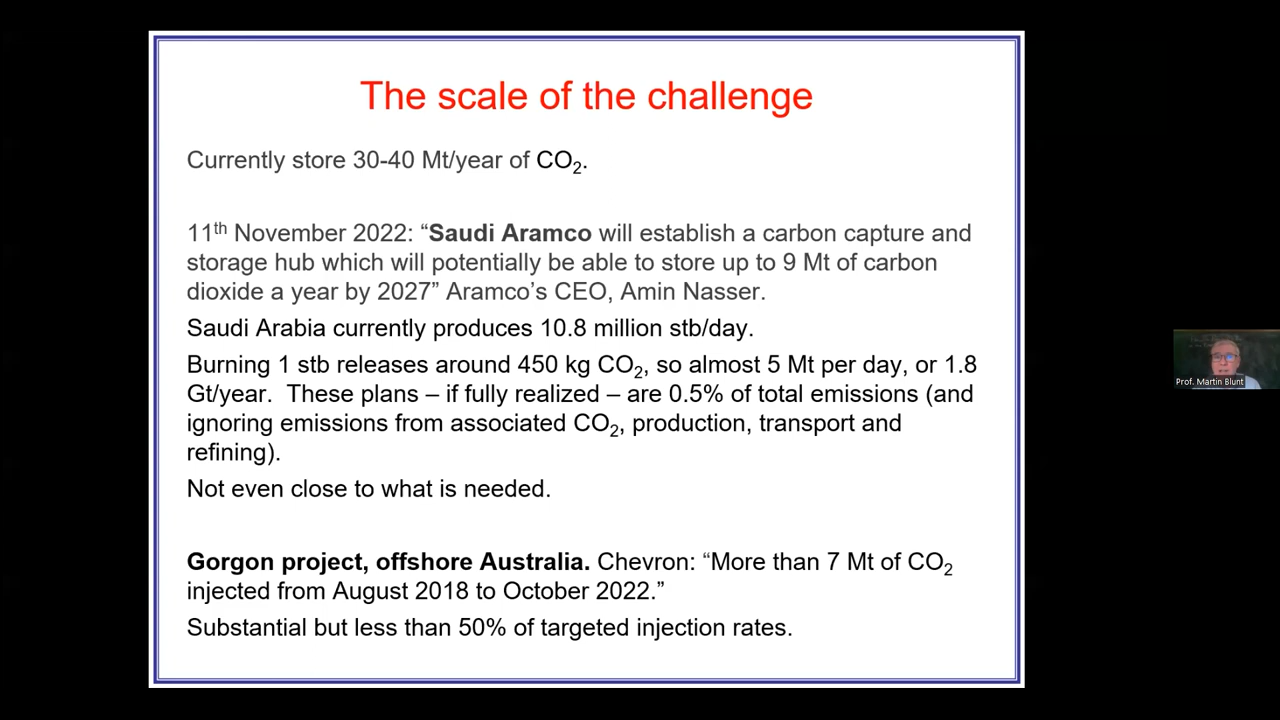 The scale of the challenge
Currently store 30-40 Mt/year of CO₂.
11th November 2022: “Saudi Aramco will establish a carbon capture and
storage hub which will potentially be able to store up to 9 Mt of carbon
dioxide a year by 2027” Aramco’s CEO, Amin Nasser.
Saudi Arabia currently produces 10.8 million stb/day.
Burning 1 stb releases around 450 kg CO₂, so almost 5 Mt per day, or 1.8
Gt/year. These plans – if fully realized – are 0.5% of total emissions (and
ignoring emissions from associated CO₂, production, transport and
refining).
Not even close to what is needed.
Gorgon project, offshore Australia. Chevron: “More than 7 Mt of CO₂
injected from August 2018 to October 2022.”
Substantial but less than 50% of targeted injection rates.
Prof. Martin Blunt